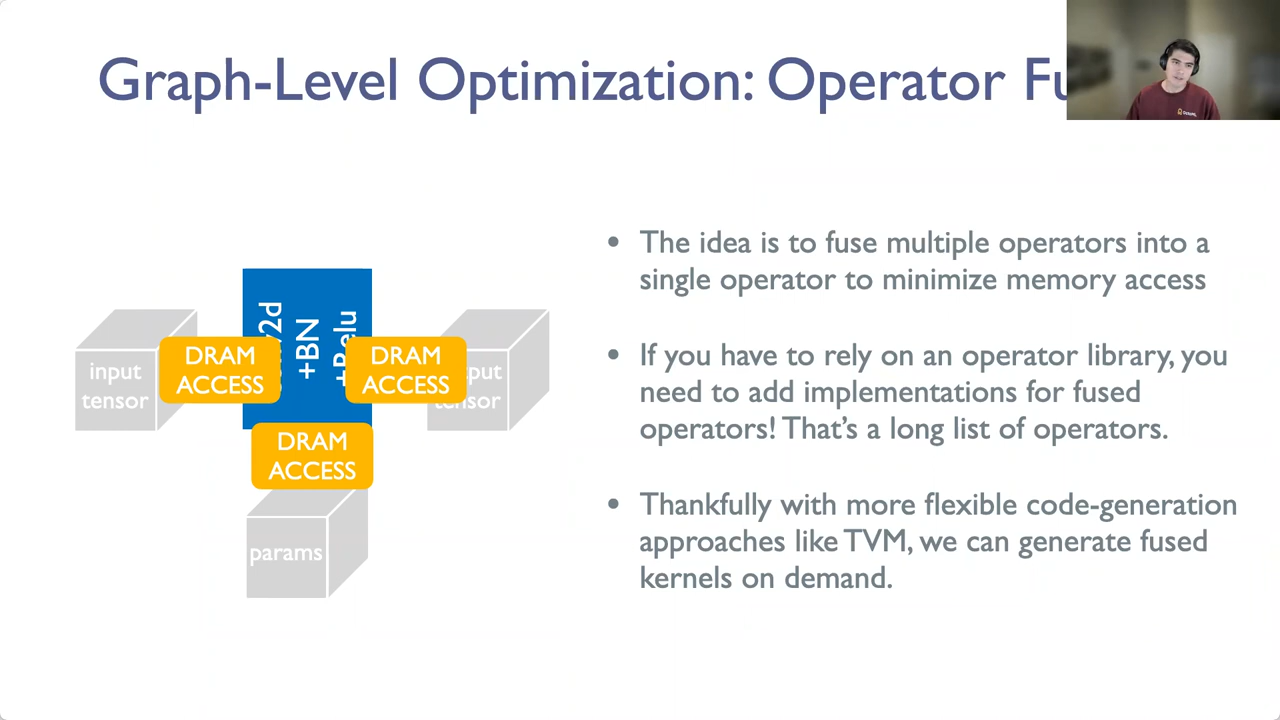 Graph-Level Optimization: Operator
• The idea is to fuse multiple operators into a
single operator to minimize memory access
• If you have to rely on an operator library, you
need to add implementations for fused
operators! That's a long list of operators.
• Thankfully with more flexible code-generation
approaches like TVM, we can generate fused
kernels on demand.
input
tensor
DRAM
ACCESS
+BN
DRAM
ACCESS
DRAM
ACCESS
params